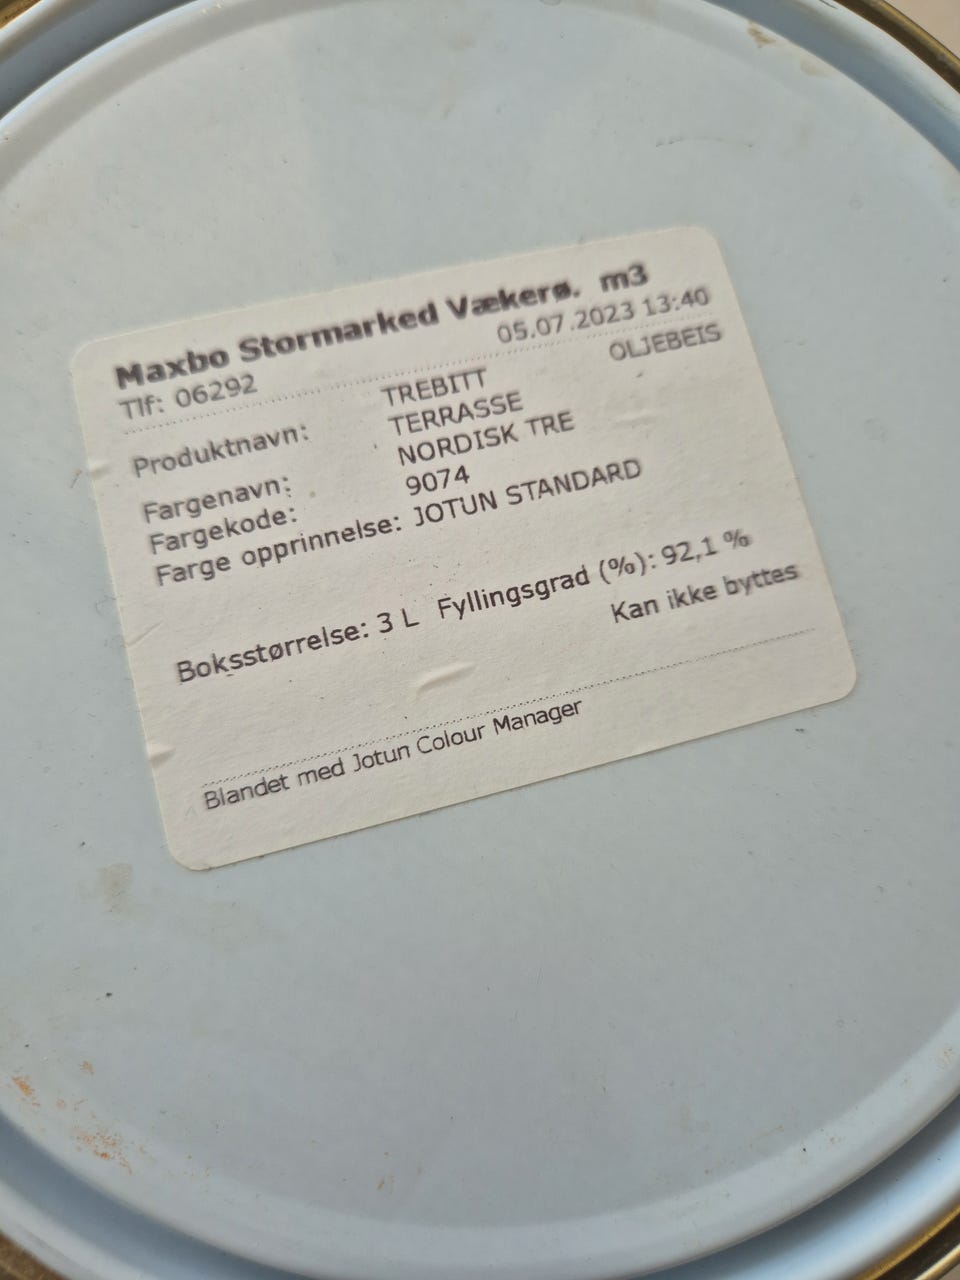 Maxbo Stormarked Vækerø. m3
Tlf: 06292 05.07.2023 13:40
Produktnavn: TREBITT OLJEBEIS
TERRASSE
Fargenavn: NORDISK TRE
Fargekode: 9074
Farge opprinnelse: JOTUN STANDARD
Boksstørrelse: 3 L Fyllingsgrad (%): 92,1 %
Kan ikke byttes
Blandet med Jotun Colour Manager